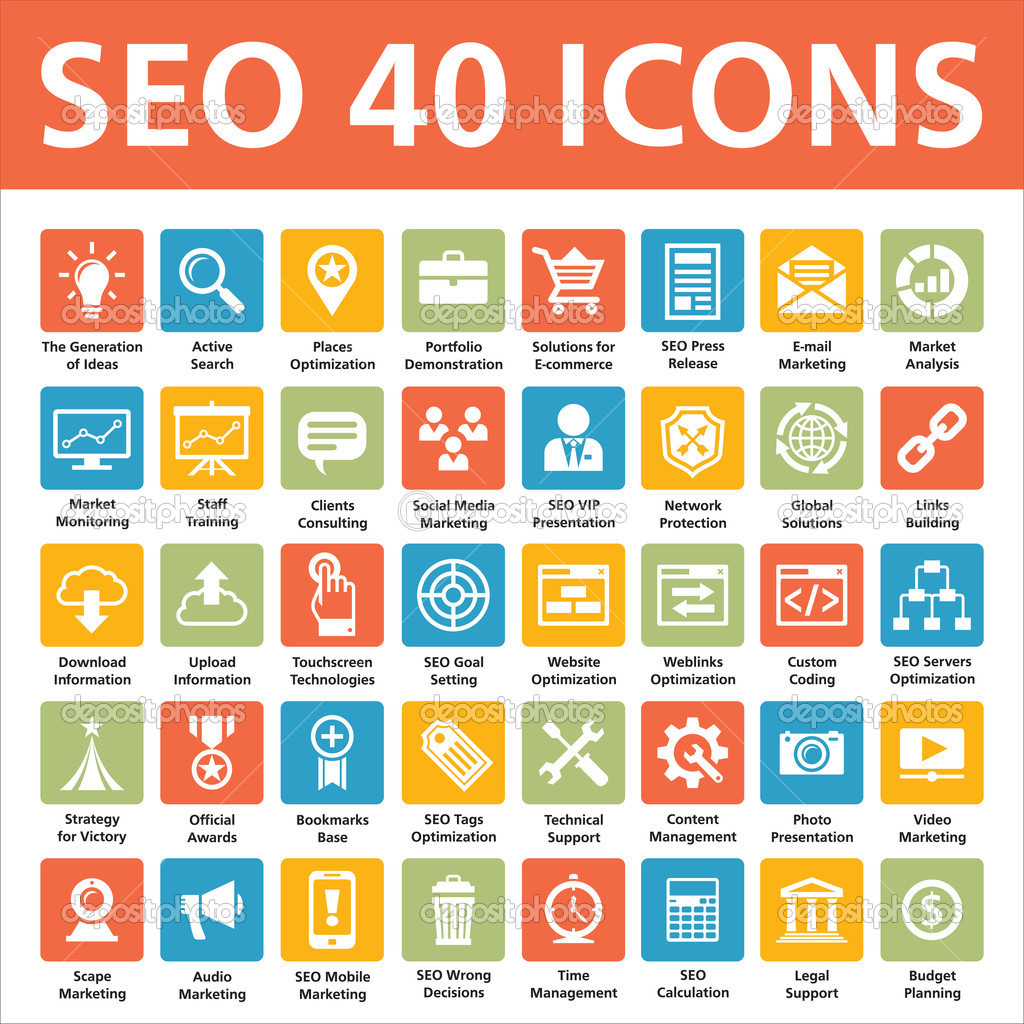 SEO 40 ICONS
The Generation
of Ideas
Active
Search
Places
Optimization
Portfolio
Demonstration
Solutions for
E-commerce
SEO Press
Release
E-mail
Marketing
Market
Analysis
Market
Monitoring
Staff
Training
Clients
Consulting
Social Media
Marketing
SEO VIP
Presentation
Network
Protection
Global
Solutions
Links
Building
Download
Information
Upload
Information
Touchscreen
Technologies
SEO Goal
Setting
Website
Optimization
Weblinks
Optimization
Custom
Coding
SEO Servers
Optimization
Strategy
for Victory
Official
Awards
Bookmarks
Base
SEO Tags
Optimization
Technical
Support
Content
Management
Photo
Presentation
Video
Marketing
Scape
Marketing
Audio
Marketing
SEO Mobile
Marketing
SEO Wrong
Decisions
Time
Management
SEO
Calculation
Legal
Support
Budget
Planning
depositphotos